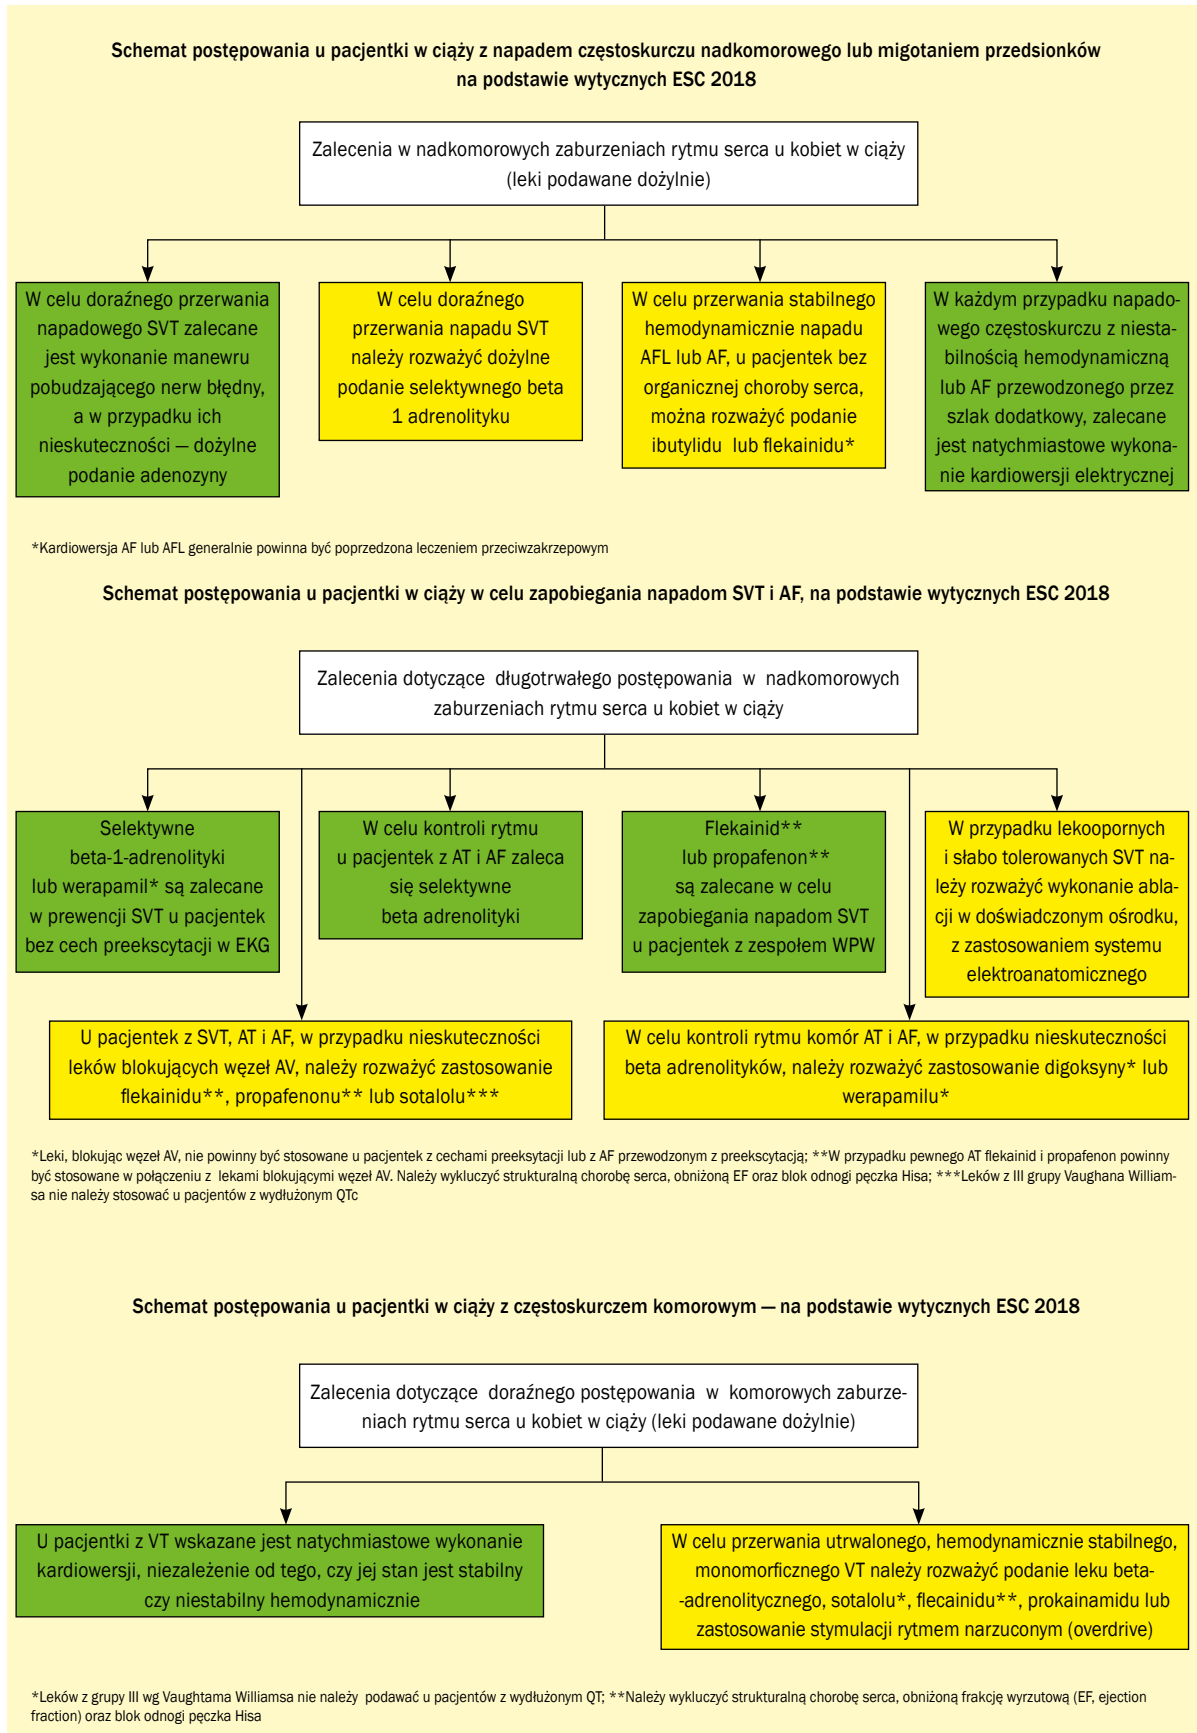 Schemat postępowania u pacjentki w ciąży z napadem częstoskurczu nadkomorowego lub migotaniem przedsionków
na podstawie wytycznych ESC 2018
Zalecenia w nadkomorowych zaburzeniach rytmu serca u kobiet w ciąży
(leki podawane dożylnie)
W celu doraźnego przerwania
napadowego SVT zalecane
jest wykonanie manewru
pobudzającego nerw błędny,
a w przypadku ich
nieskuteczności — dożylne
podanie adenozyny
W celu doraźnego
przerwania napadu SVT
należy rozważyć dożylne
podanie selektywnego beta
1 adrenolityku
W celu przerwania stabilnego
hemodynamicznie napadu
AFL lub AF, u pacjentek bez
organicznej choroby serca,
można rozważyć podanie
ibutylidu lub flekainidu*
W każdym przypadku napado-
wego częstoskurczu z niesta-
bilnością hemodynamiczną
lub AF przewodzonego przez
szlak dodatkowy, zalecane
jest natychmiastowe wykona-
nie kardiowersji elektrycznej
*Kardiowersja AF lub AFL generalnie powinna być poprzedzona leczeniem przeciwzakrzepowym
Schemat postępowania u pacjentki w ciąży w celu zapobiegania napadom SVT i AF, na podstawie wytycznych ESC 2018
Zalecenia dotyczące długotrwałego postępowania w nadkomorowych
zaburzeniach rytmu serca u kobiet w ciąży
Selektywne
beta-1-adrenolityki
lub werapamil* są zalecane
w prewencji SVT u pacjentek
bez cech preekscytacji w EKG
W celu kontroli rytmu
u pacjentek z AT i AF zaleca
się selektywne
beta adrenolityki
Flekainid**
lub propafenon**
są zalecane w celu
zapobiegania napadom SVT
u pacjentek z zespołem WPW
W przypadku lekoopornych
i słabo tolerowanych SVT na-
leży rozważyć wykonanie abla-
cji w doświadczonym ośrodku,
z zastosowaniem systemu
elektroanatomicznego
U pacjentek z SVT, AT i AF, w przypadku nieskuteczności
leków blokujących węzeł AV, należy rozważyć zastosowanie
flekainidu**, propafenonu** lub sotalolu***
W celu kontroli rytmu komór AT i AF, w przypadku nieskuteczności
beta adrenolityków, należy rozważyć zastosowanie digoksyny* lub
werapamilu*
*Leki, blokując węzeł AV, nie powinny być stosowane u pacjentek z cechami preeksytacji lub z AF przewodzonym z preekscytacją; **W przypadku pewnego AT flekainid i propafenon powinny
być stosowane w połączeniu z lekami blokującymi węzeł AV. Należy wykluczyć strukturalną chorobę serca, obniżoną EF oraz blok odnogi pęczka Hisa; ***Leków z III grupy Vaughana William-
sa nie należy stosować u pacjentów z wydłużonym QTc
Schemat postępowania u pacjentki w ciąży z częstoskurczem komorowym — na podstawie wytycznych ESC 2018
Zalecenia dotyczące doraźnego postępowania w komorowych zaburze-
niach rytmu serca u kobiet w ciąży (leki podawane dożylnie)
U pacjentki z VT wskazane jest natychmiastowe wykonanie
kardiowersji, niezależenie od tego, czy jej stan jest stabilny
czy niestabilny hemodynamicznie
W celu przerwania utrwalonego, hemodynamicznie stabilnego,
monomorficznego VT należy rozważyć podanie leku beta-
-adrenolitycznego, sotalolu*, flecainidu**, prokainamidu lub
zastosowanie stymulacji rytmem narzuconym (overdrive)
*Leków z grupy III wg Vaughtama Williamsa nie należy podawać u pacjentów z wydłużonym QT; **Należy wykluczyć strukturalną chorobę serca, obniżoną frakcję wyrzutową (EF, ejection
fraction) oraz blok odnogi pęczka Hisa